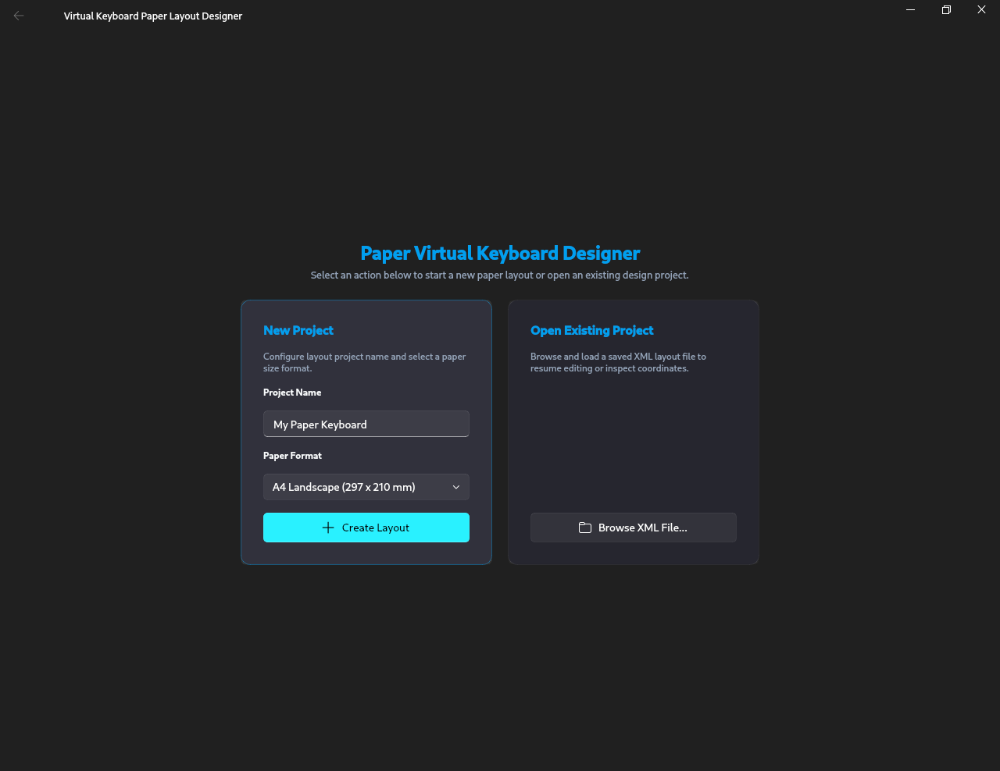 Virtual Keyboard Paper Layout Designer
Paper Virtual Keyboard Designer
Select an action below to start a new paper layout or open an existing design project.
New Project
Configure layout project name and select a paper
size format.
Project Name
My Paper Keyboard
Paper Format
A4 Landscape (297 x 210 mm)
Create Layout
Open Existing Project
Browse and load a saved XML layout file to
resume editing or inspect coordinates.
Browse XML File...